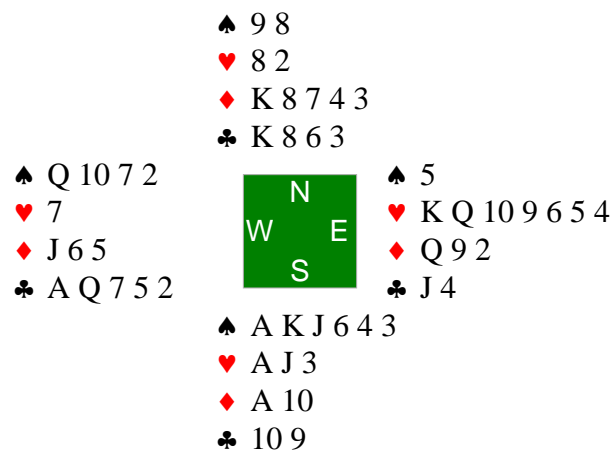 ♠ 9 8
♥ 8 2
♦ K 8 7 4 3
♣ K 8 6 3
♠ Q 10 7 2
♥ 7
♦ J 6 5
♣ A Q 7 5 2
N
W E
S
♠ 5
♥ K Q 10 9 6 5 4
♦ Q 9 2
♣ J 4
♠ A K J 6 4 3
♥ A J 3
♦ A 10
♣ 10 9